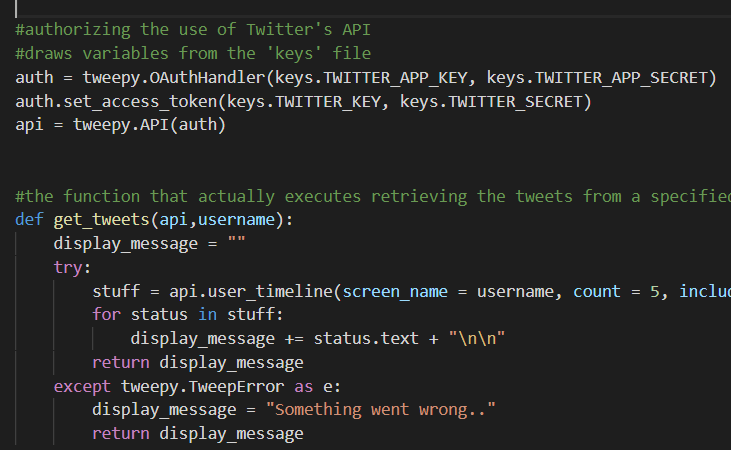 #authorizing the use of Twitter's API
#draws variables from the 'keys' file
auth = tweepy.OAuthHandler(keys.TWITTER_APP_KEY, keys.TWITTER_APP_SECRET)
auth.set_access_token(keys.TWITTER_KEY, keys.TWITTER_SECRET)
api = tweepy.API(auth)
#the function that actually executes retrieving the tweets from a specified
def get_tweets(api,username):
    display_message = ""
    try:
        stuff = api.user_timeline(screen_name = username, count = 5,
        for status in stuff:
            display_message += status.text + "\n\n"
        return display_message
    except tweepy.TweepError as e:
        display_message = "Something went wrong.."
        return display_message